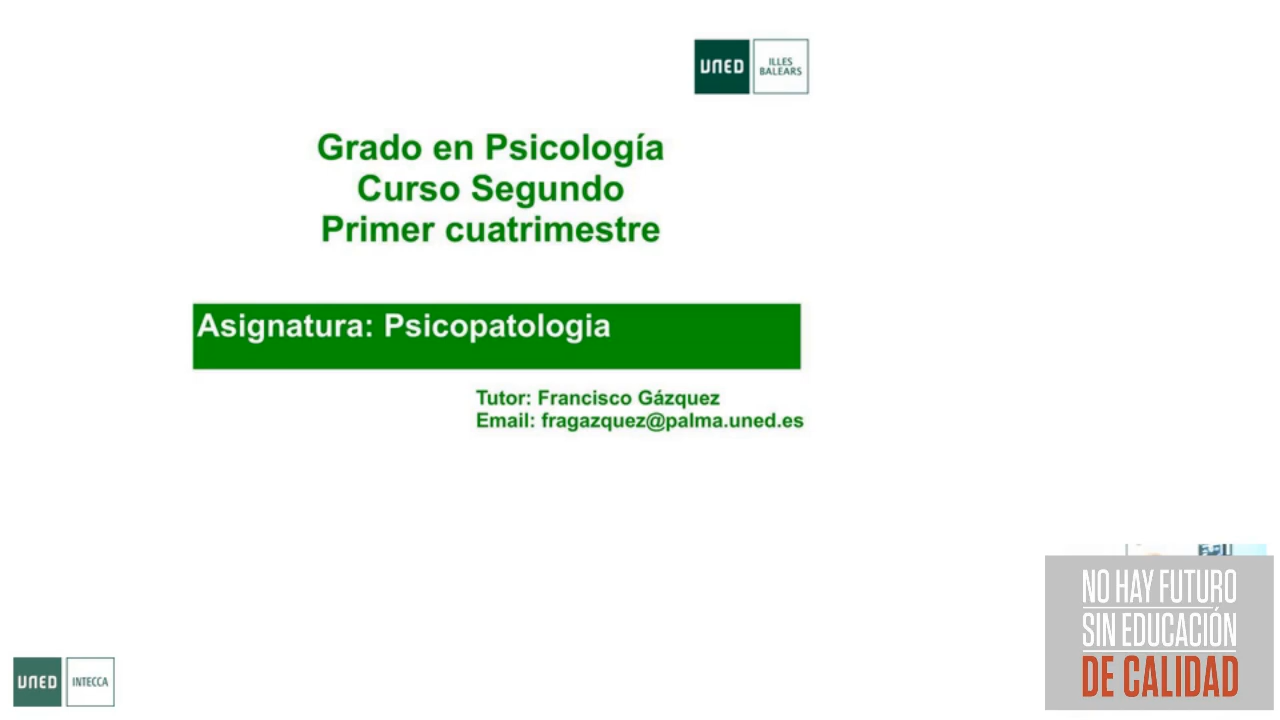 UNED
ILLES
BALEARS
Grado en Psicología
Curso Segundo
Primer cuatrimestre
Asignatura: Psicopatologia
Tutor: Francisco Gázquez
Email: fragazquez@palma.uned.es
NO HAY FUTURO
SIN EDUCACIÓN
DE CALIDAD
UNED
INTECCA